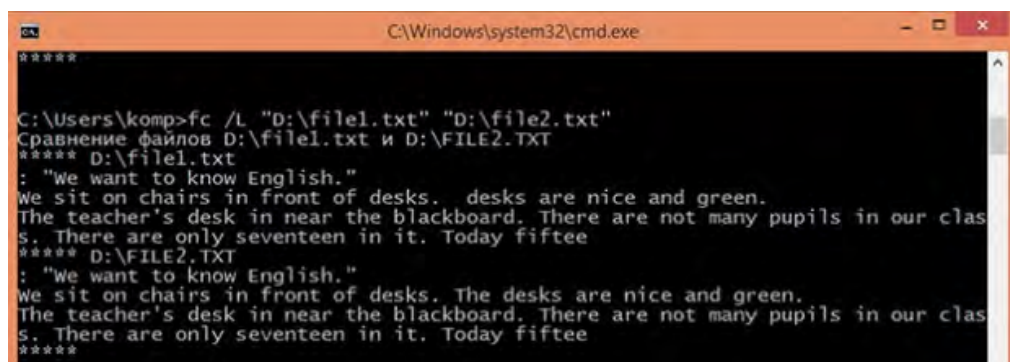 C:\Windows\system32\cmd.exe
*****
C:\Users\komp>fc /L "D:\file1.txt" "D:\file2.txt"
Сравнение файлов D:\file1.txt и D:\FILE2.TXT
***** D:\file1.txt
: "We want to know English."
We sit on chairs in front of desks.  desks are nice and green.
The teacher's desk in near the blackboard. There are not many pupils in our clas
s. There are only seventeen in it. Today fiftee
***** D:\FILE2.TXT
: "We want to know English."
We sit on chairs in front of desks. The desks are nice and green.
The teacher's desk in near the blackboard. There are not many pupils in our clas
s. There are only seventeen in it. Today fiftee
*****